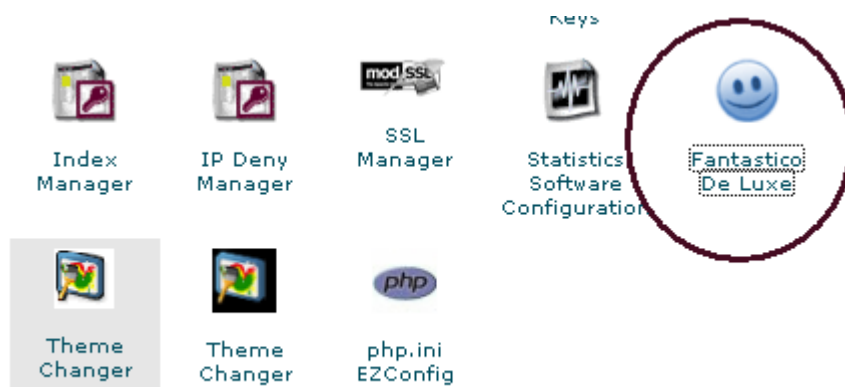 Keys
mod SSL
Index
Manager
IP Deny
Manager
SSL
Manager
Statistics
Software
Configuration
Fantastico
De Luxe
php
Theme
Changer
Theme
Changer
php.ini
EZConfig